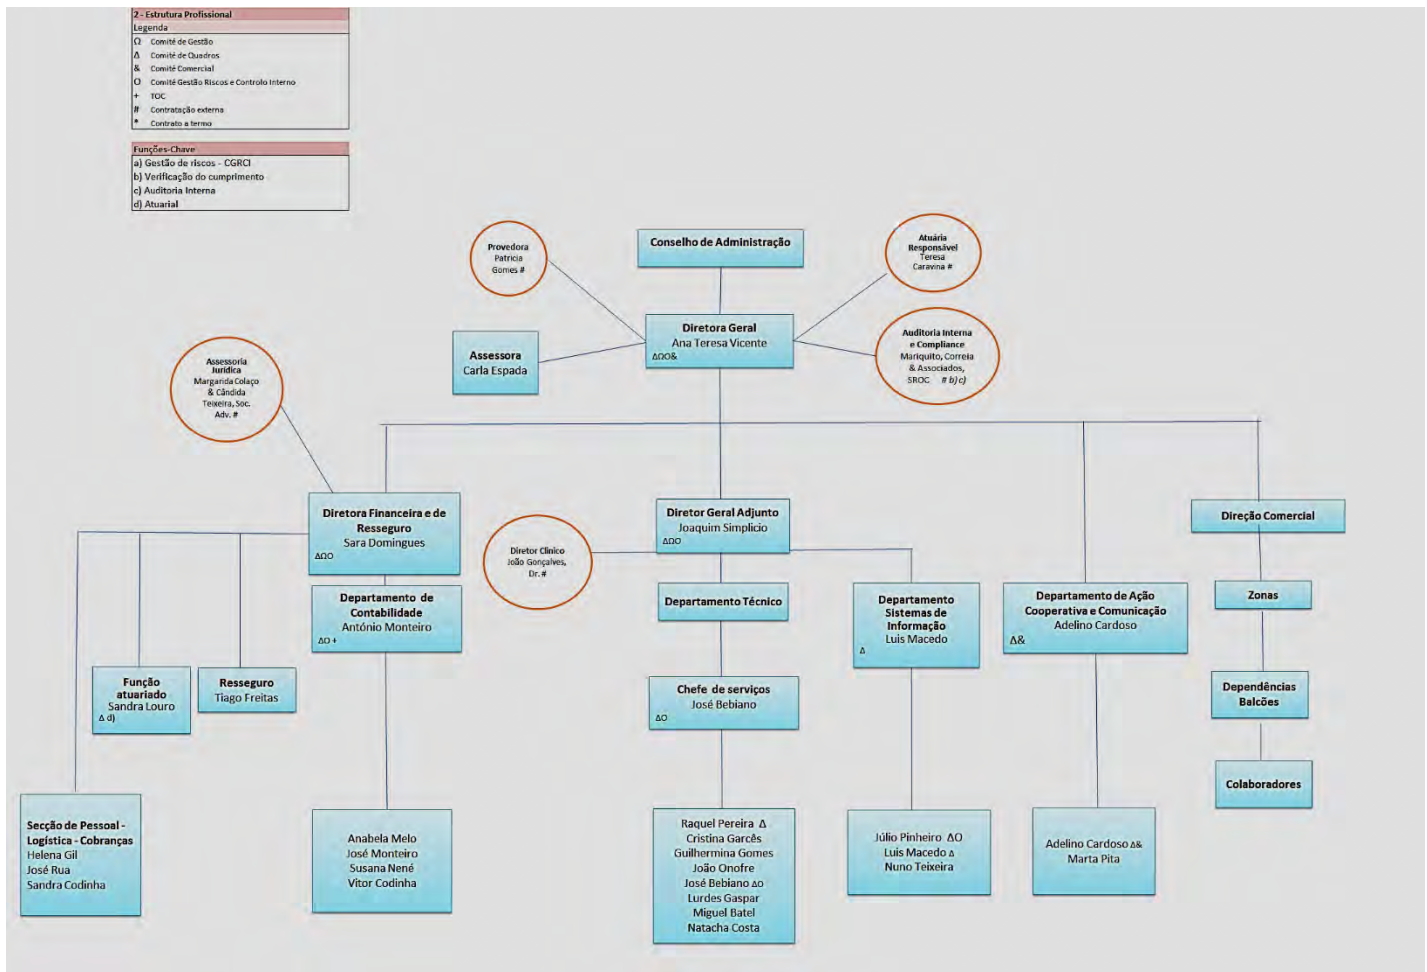 2 - Estrutura Profissional
Legenda
Ω Comité de Gestão
Δ Comité de Quadros
& Comité Comercial
O Comité Gestão Riscos e Controlo Interno
+ TOC
# Contratação externa
* Contrato a termo
Funções-Chave
a) Gestão de riscos - CGRCI
b) Verificação do cumprimento
c) Auditoria Interna
d) Atuarial
Provedora
Patricia
Gomes #
Conselho de Administração
Atuária
Responsável
Teresa
Caravina #
Diretora Geral
Ana Teresa Vicente
ΔΩO&
Assessora
Carla Espada
Auditoria Interna
e Compliance
Mariquito, Correia
& Associados,
SROC # b) c)
Assessoria
Jurídica
Margarida Colaço
& Cândida
Teixeira, Soc.
Adv. #
Diretora Financeira e de
Resseguro
Sara Domingues
ΔΩO
Diretor Clinico
João Gonçalves,
Dr. #
Diretor Geral Adjunto
Joaquim Simplicio
ΔΩO
Direção Comercial
Departamento de
Contabilidade
António Monteiro
ΔO +
Departamento Técnico
Departamento
Sistemas de
Informação
Luis Macedo
Δ
Departamento de Ação
Cooperativa e Comunicação
Adelino Cardoso
Δ&
Zonas
Função
atuariado
Sandra Louro
Δ d)
Resseguro
Tiago Freitas
Chefe de serviços
José Bebiano
ΔO
Dependências
Balcões
Colaboradores
Secção de Pessoal -
Logística - Cobranças
Helena Gil
José Rua
Sandra Codinha
Anabela Melo
José Monteiro
Susana Nené
Vitor Codinha
Raquel Pereira Δ
Cristina Garcês
Guilhermina Gomes
João Onofre
José Bebiano ΔO
Lurdes Gaspar
Miguel Batel
Natacha Costa
Júlio Pinheiro ΔO
Luis Macedo Δ
Nuno Teixeira
Adelino Cardoso Δ&
Marta Pita